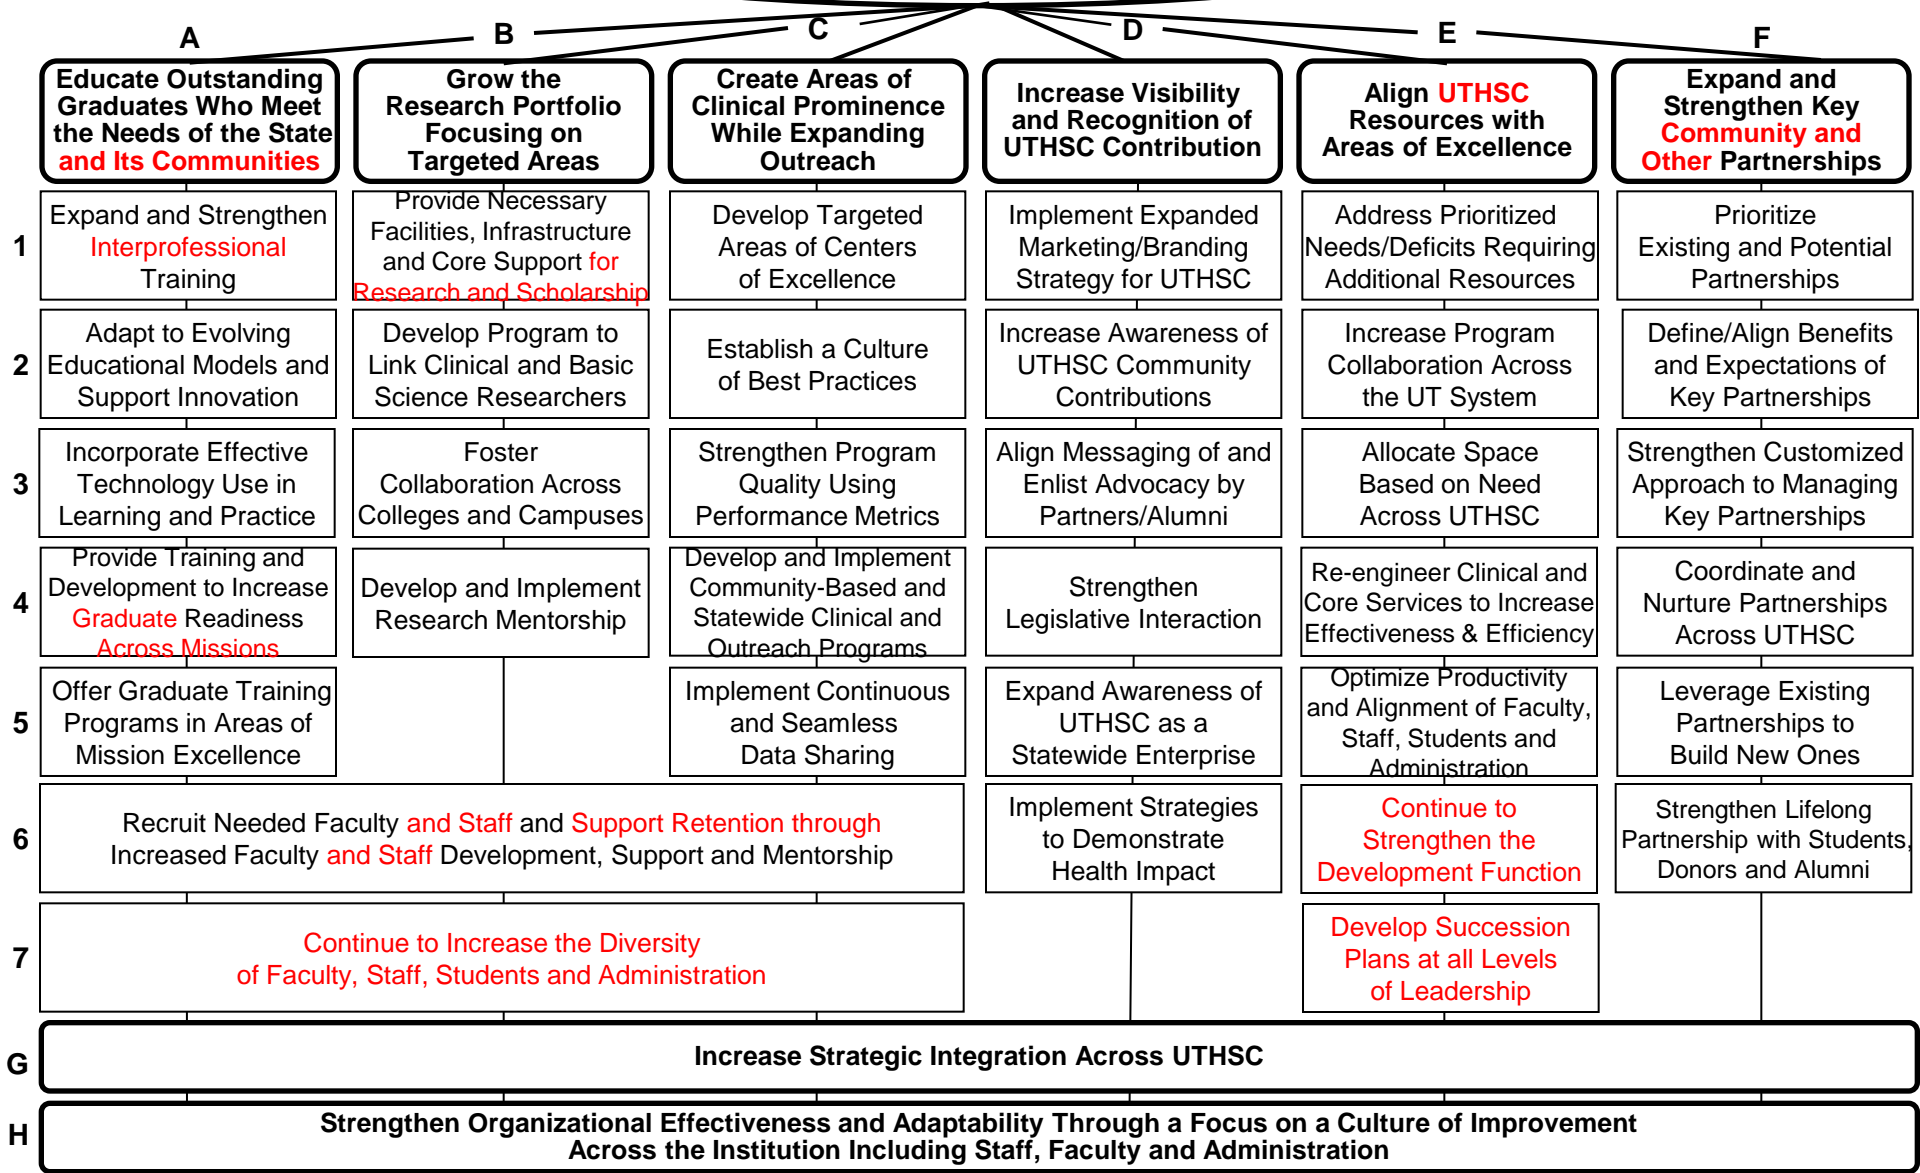 A
B
C
D
E
F
Educate Outstanding
Graduates Who Meet
the Needs of the State
and Its Communities
Grow the
Research Portfolio
Focusing on
Targeted Areas
Create Areas of
Clinical Prominence
While Expanding
Outreach
Increase Visibility
and Recognition of
UTHSC Contribution
Align UTHSC
Resources with
Areas of Excellence
Expand and
Strengthen Key
Community and
Other Partnerships
1
Expand and Strengthen
Interprofessional
Training
Provide Necessary
Facilities, Infrastructure
and Core Support for
Research and Scholarship
Develop Targeted
Areas of Centers
of Excellence
Implement Expanded
Marketing/Branding
Strategy for UTHSC
Address Prioritized
Needs/Deficits Requiring
Additional Resources
Prioritize
Existing and Potential
Partnerships
2
Adapt to Evolving
Educational Models and
Support Innovation
Develop Program to
Link Clinical and Basic
Science Researchers
Establish a Culture
of Best Practices
Increase Awareness of
UTHSC Community
Contributions
Increase Program
Collaboration Across
the UT System
Define/Align Benefits
and Expectations of
Key Partnerships
3
Incorporate Effective
Technology Use in
Learning and Practice
Foster
Collaboration Across
Colleges and Campuses
Strengthen Program
Quality Using
Performance Metrics
Align Messaging of and
Enlist Advocacy by
Partners/Alumni
Allocate Space
Based on Need
Across UTHSC
Strengthen Customized
Approach to Managing
Key Partnerships
4
Provide Training and
Development to Increase
Graduate Readiness
Across Missions
Develop and Implement
Research Mentorship
Develop and Implement
Community-Based and
Statewide Clinical and
Outreach Programs
Strengthen
Legislative Interaction
Re-engineer Clinical and
Core Services to Increase
Effectiveness & Efficiency
Coordinate and
Nurture Partnerships
Across UTHSC
5
Offer Graduate Training
Programs in Areas of
Mission Excellence
Implement Continuous
and Seamless
Data Sharing
Expand Awareness of
UTHSC as a
Statewide Enterprise
Optimize Productivity
and Alignment of Faculty,
Staff, Students and
Administration
Leverage Existing
Partnerships to
Build New Ones
6
Recruit Needed Faculty and Staff and Support Retention through
Increased Faculty and Staff Development, Support and Mentorship
Implement Strategies
to Demonstrate
Health Impact
Continue to
Strengthen the
Development Function
Strengthen Lifelong
Partnership with Students,
Donors and Alumni
7
Continue to Increase the Diversity
of Faculty, Staff, Students and Administration
Develop Succession
Plans at all Levels
of Leadership
G
Increase Strategic Integration Across UTHSC
H
Strengthen Organizational Effectiveness and Adaptability Through a Focus on a Culture of Improvement
Across the Institution Including Staff, Faculty and Administration